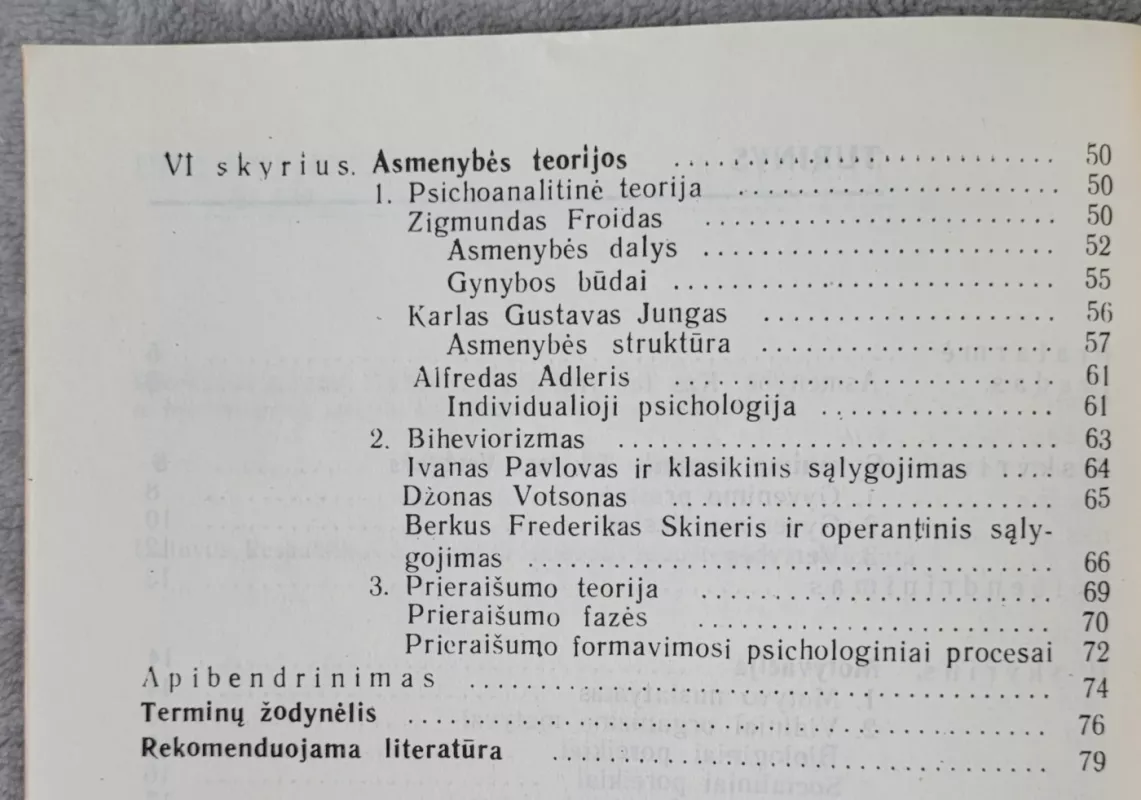 VI skyrius. Asmenybės teorijos .......... 50
1. Psichoanalitinė teorija .......... 50
Zigmundas Froidas .......... 50
Asmenybės dalys .......... 52
Gynybos būdai .......... 55
Karlas Gustavas Jungas .......... 56
Asmenybės struktūra .......... 57
Alfredas Adleris .......... 61
Individualioji psichologija .......... 61
2. Biheviorizmas .......... 63
Ivanas Pavlovas ir klasikinis sąlygojimas .... 64
Džonas Votsonas .......... 65
Berkus Frederikas Skineris ir operantinis sąly-
gojimas .......... 66
3. Prieraišumo teorija .......... 69
Prieraišumo fazės .......... 70
Prieraišumo formavimosi psichologiniai procesai 72
Apibendrinimas .......... 74
Terminų žodynėlis .......... 76
Rekomenduojama literatūra .......... 79